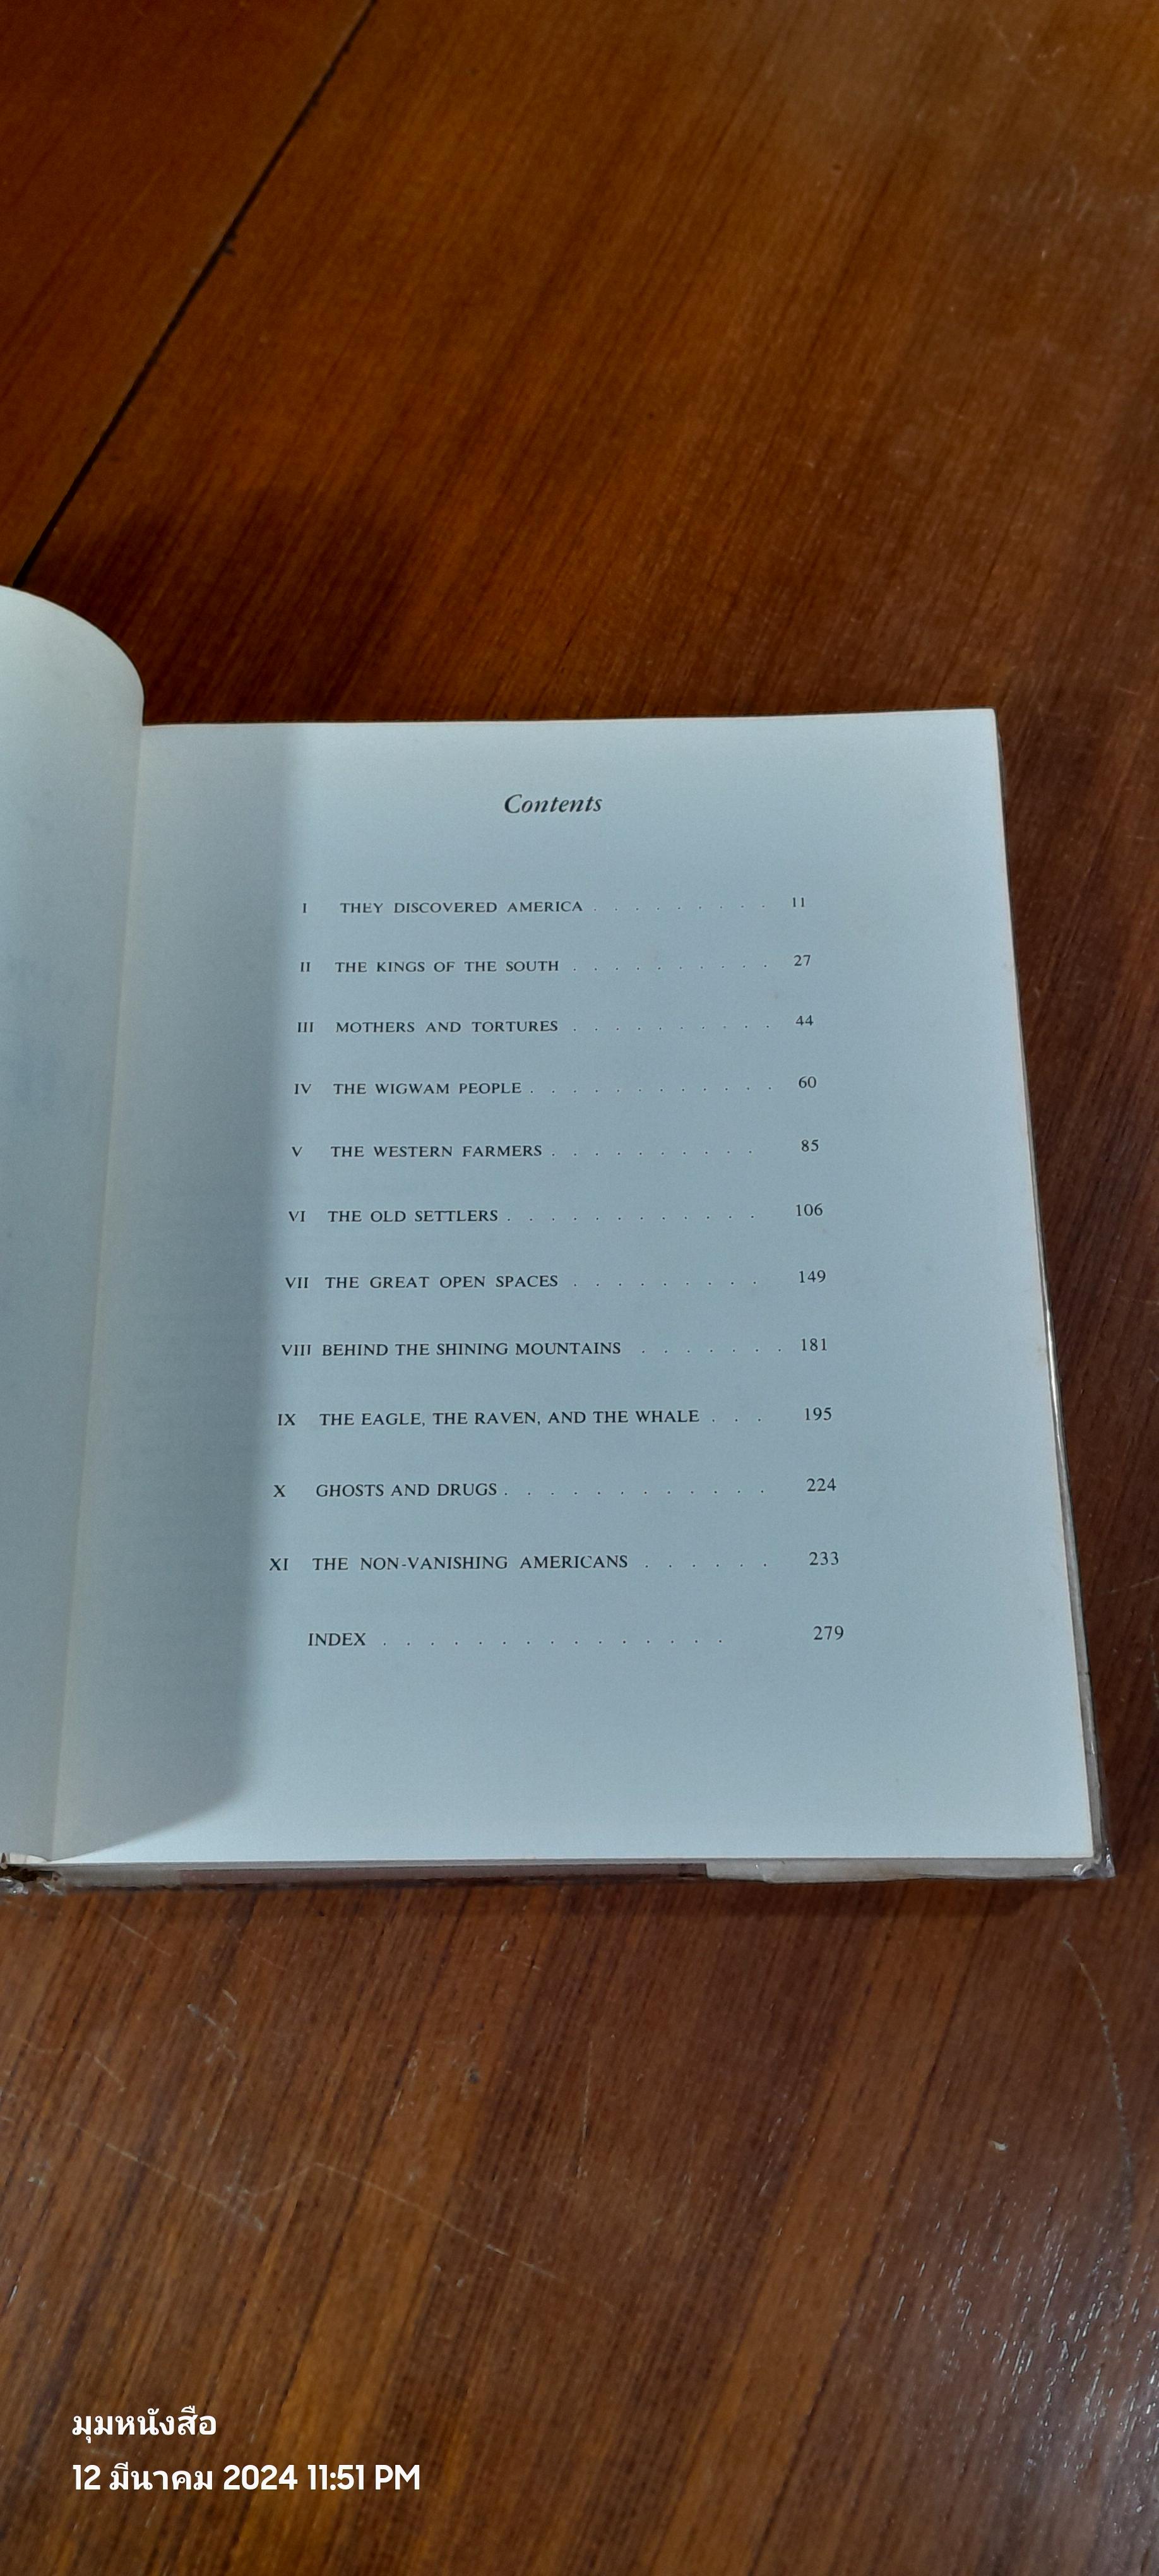 Contents
I THEY DISCOVERED AMERICA . . . . . . . . . 11
II THE KINGS OF THE SOUTH . . . . . . . . . . 27
III MOTHERS AND TORTURES . . . . . . . . . . 44
IV THE WIGWAM PEOPLE . . . . . . . . . . . . 60
V THE WESTERN FARMERS . . . . . . . . . . 85
VI THE OLD SETTLERS . . . . . . . . . . . . 106
VII THE GREAT OPEN SPACES . . . . . . . . . 149
VIII BEHIND THE SHINING MOUNTAINS . . . . . . . 181
IX THE EAGLE, THE RAVEN, AND THE WHALE . . . 195
X GHOSTS AND DRUGS . . . . . . . . . . . . 224
XI THE NON-VANISHING AMERICANS . . . . . . 233
INDEX . . . . . . . . . . . . . . . 279
มุมหนังสือ
12 มีนาคม 2024 11:51 PM